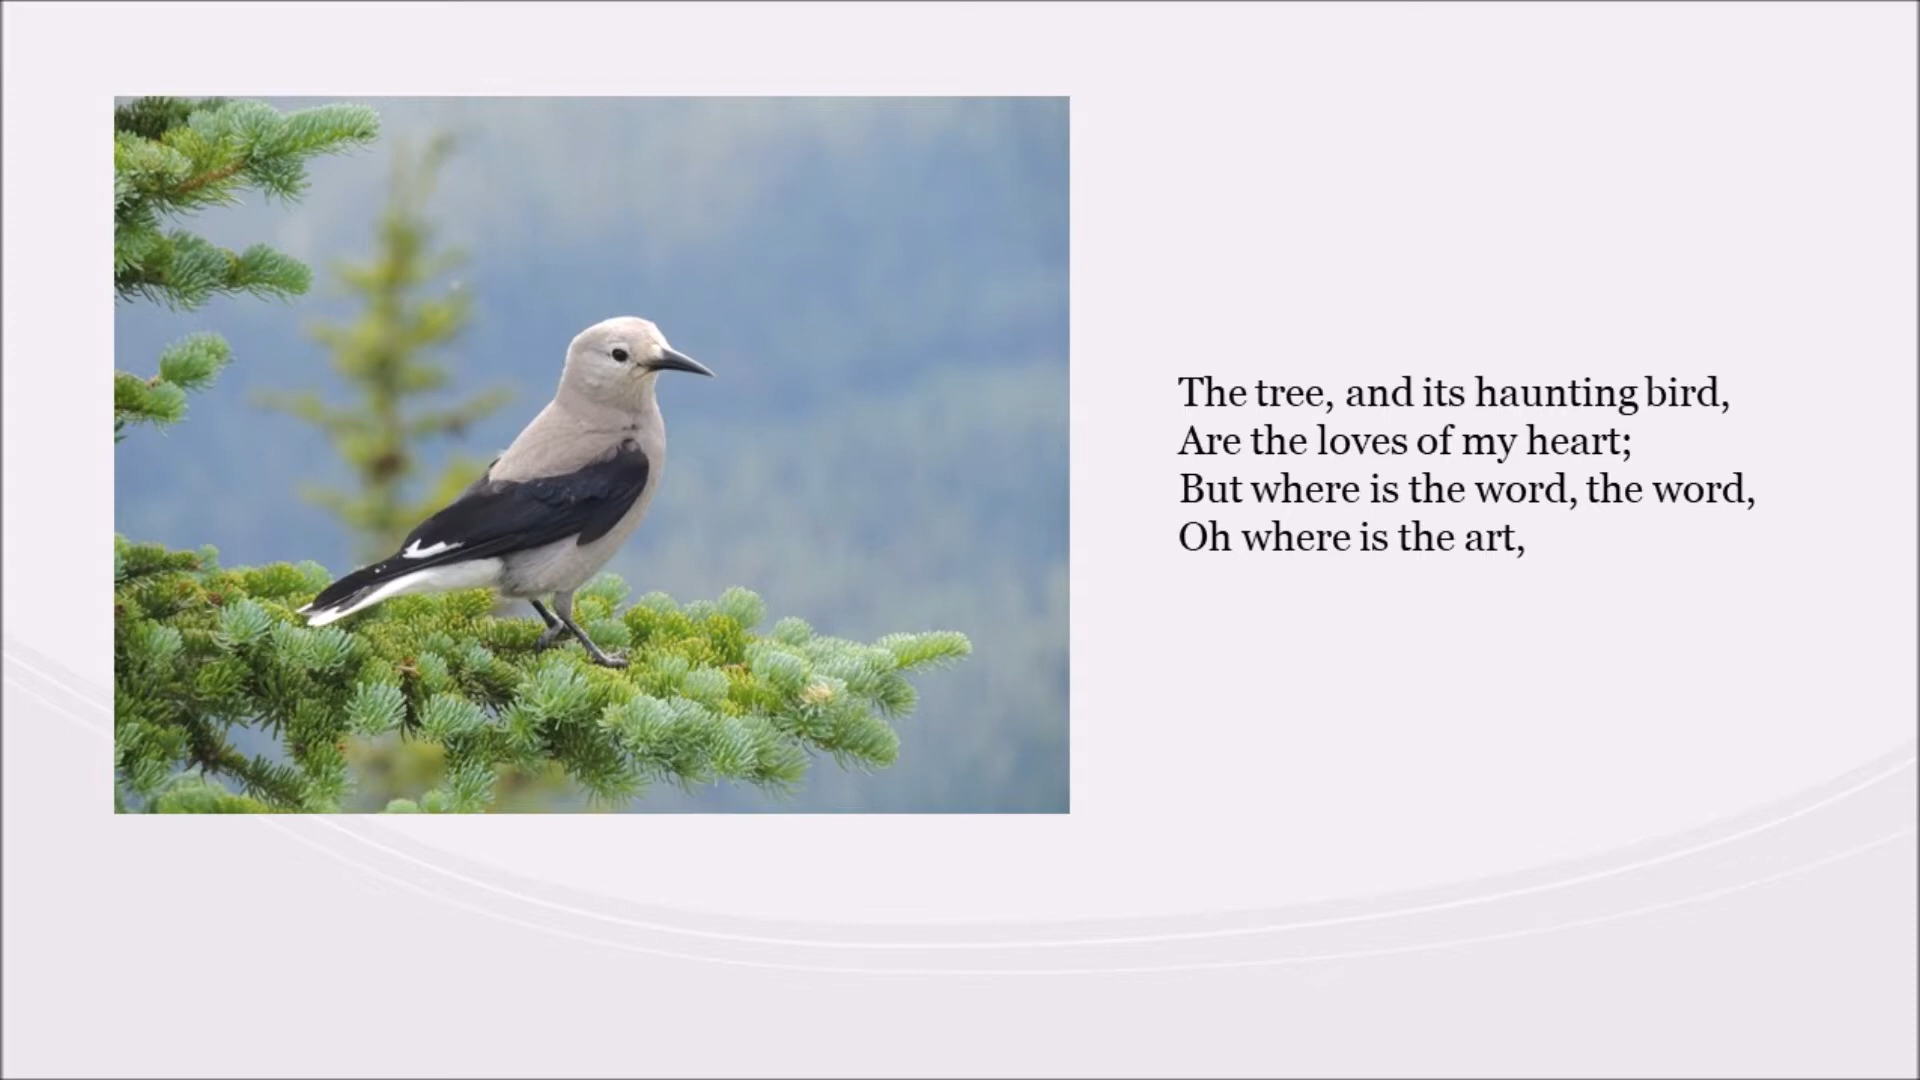 The tree, and its haunting bird,
Are the loves of my heart;
But where is the word, the word,
Oh where is the art,